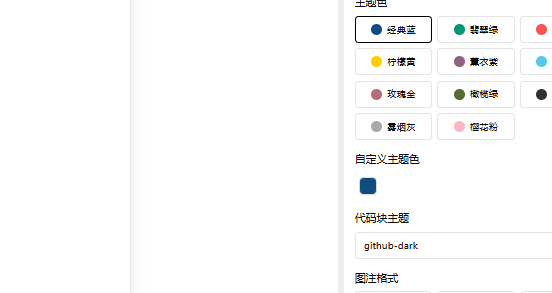 主题色
经典蓝 翡翠绿
柠檬黄 薰衣紫
玫瑰金 橄榄绿
雾烟灰 樱花粉
自定义主题色
代码块主题
github-dark
图注格式